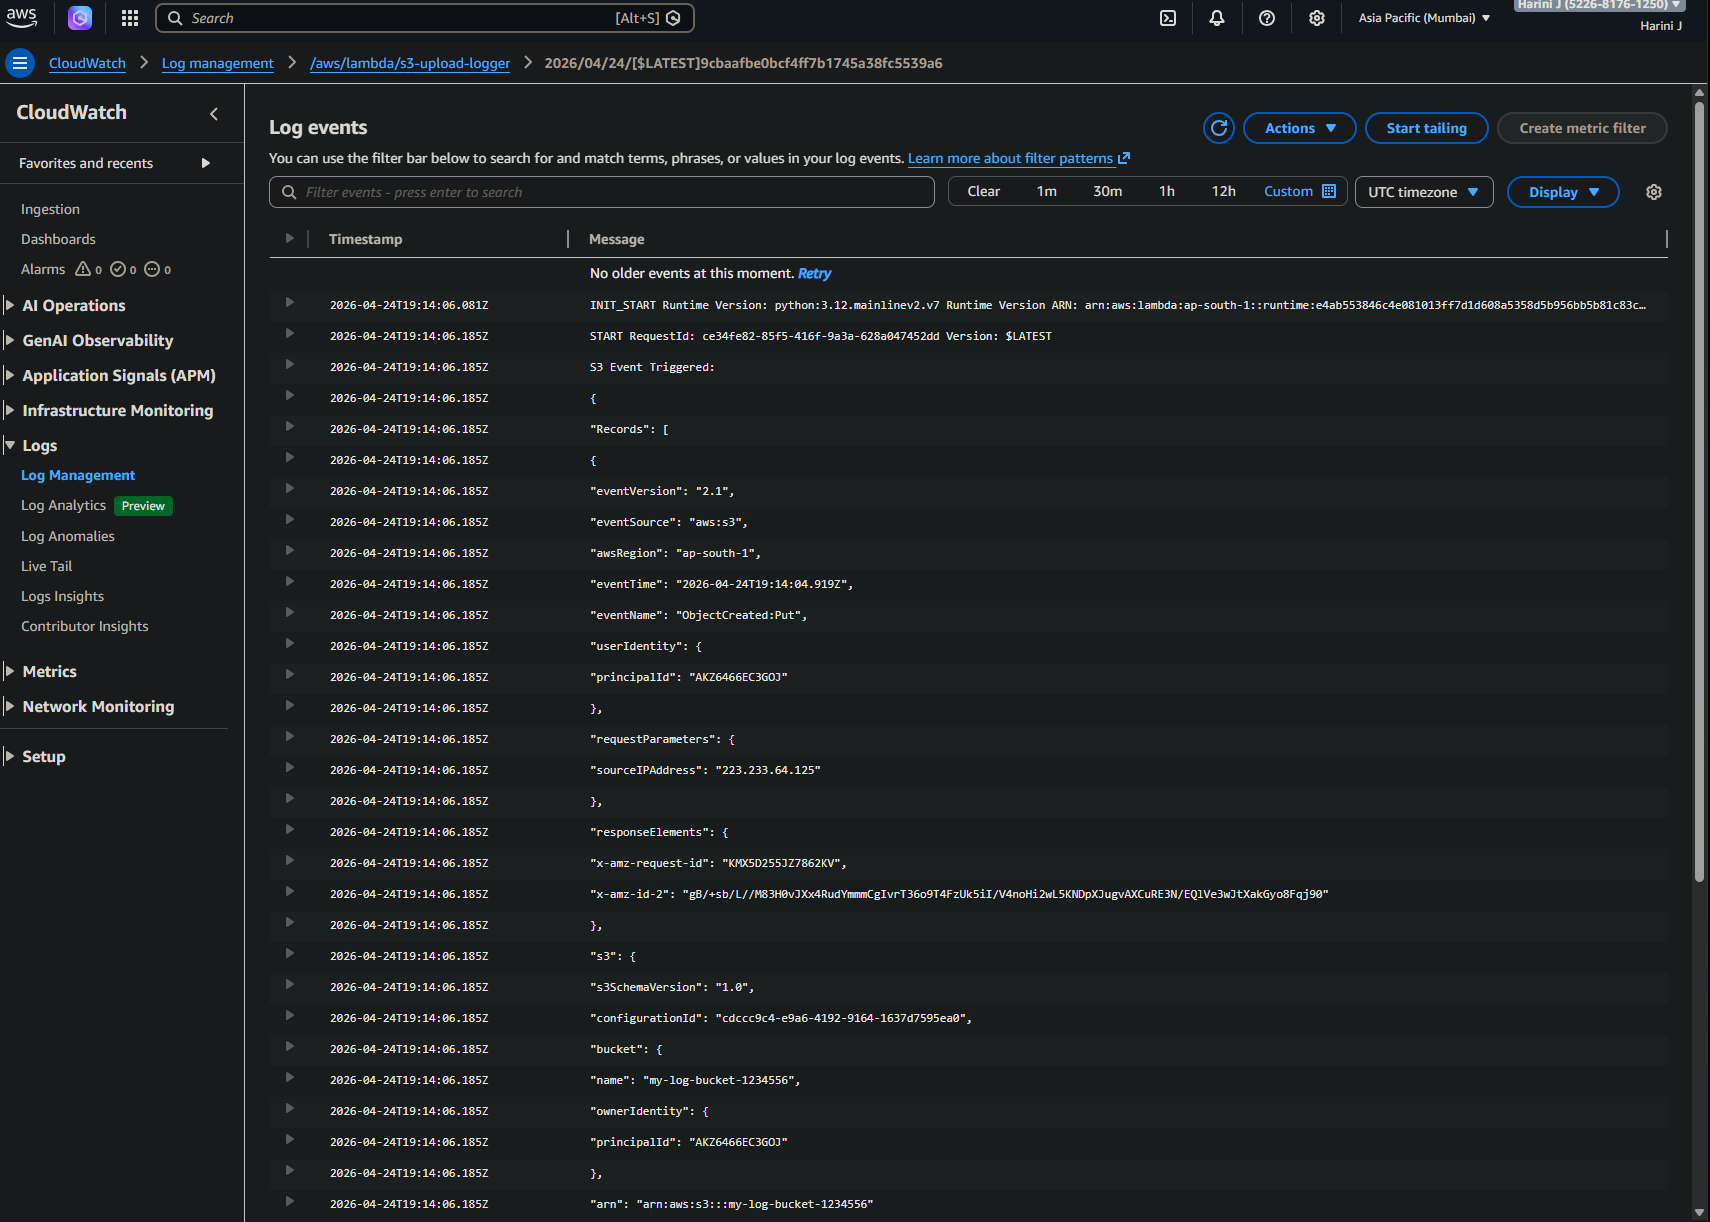 aws
Search [Alt+S]
Asia Pacific (Mumbai)
Harini J (5226-8176-1250)
Harini J
CloudWatch > Log management > /aws/lambda/s3-upload-logger > 2026/04/24/[$LATEST]9cbaafbe0bcf4ff7b1745a38fc5539a6
CloudWatch
Favorites and recents
Ingestion
Dashboards
Alarms 0 0 0
AI Operations
GenAI Observability
Application Signals (APM)
Infrastructure Monitoring
Logs
Log Management
Log Analytics Preview
Log Anomalies
Live Tail
Logs Insights
Contributor Insights
Metrics
Network Monitoring
Setup
Log events
Actions Start tailing Create metric filter
You can use the filter bar below to search for and match terms, phrases, or values in your log events. Learn more about filter patterns
Filter events - press enter to search
Clear 1m 30m 1h 12h Custom UTC timezone Display
Timestamp Message
No older events at this moment. Retry
2026-04-24T19:14:06.081Z INIT_START Runtime Version: python:3.12.mainlinev2.v7 Runtime Version ARN: arn:aws:lambda:ap-south-1::runtime:e4ab553846c4e081013ff7d1d608a5358d5b956bb5b81c83c…
2026-04-24T19:14:06.185Z START RequestId: ce34fe82-85f5-416f-9a3a-628a047452dd Version: $LATEST
2026-04-24T19:14:06.185Z S3 Event Triggered:
2026-04-24T19:14:06.185Z {
2026-04-24T19:14:06.185Z "Records": [
2026-04-24T19:14:06.185Z {
2026-04-24T19:14:06.185Z "eventVersion": "2.1",
2026-04-24T19:14:06.185Z "eventSource": "aws:s3",
2026-04-24T19:14:06.185Z "awsRegion": "ap-south-1",
2026-04-24T19:14:06.185Z "eventTime": "2026-04-24T19:14:04.919Z",
2026-04-24T19:14:06.185Z "eventName": "ObjectCreated:Put",
2026-04-24T19:14:06.185Z "userIdentity": {
2026-04-24T19:14:06.185Z "principalId": "AKZ6466EC3GOJ"
2026-04-24T19:14:06.185Z },
2026-04-24T19:14:06.185Z "requestParameters": {
2026-04-24T19:14:06.185Z "sourceIPAddress": "223.233.64.125"
2026-04-24T19:14:06.185Z },
2026-04-24T19:14:06.185Z "responseElements": {
2026-04-24T19:14:06.185Z "x-amz-request-id": "KMX5D255JZ7862KV",
2026-04-24T19:14:06.185Z "x-amz-id-2": "gB/+sb/L//M83H0vJXx4RudYmmmCgIvrT36o9T4FzUk5iI/V4noHi2wL5KNDpXJugvAXCuRE3N/EQlVe3wJtXakGyo8Fqj90"
2026-04-24T19:14:06.185Z },
2026-04-24T19:14:06.185Z "s3": {
2026-04-24T19:14:06.185Z "s3SchemaVersion": "1.0",
2026-04-24T19:14:06.185Z "configurationId": "cdccc9c4-e9a6-4192-9164-1637d7595ea0",
2026-04-24T19:14:06.185Z "bucket": {
2026-04-24T19:14:06.185Z "name": "my-log-bucket-1234556",
2026-04-24T19:14:06.185Z "ownerIdentity": {
2026-04-24T19:14:06.185Z "principalId": "AKZ6466EC3GOJ"
2026-04-24T19:14:06.185Z },
2026-04-24T19:14:06.185Z "arn": "arn:aws:s3:::my-log-bucket-1234556"